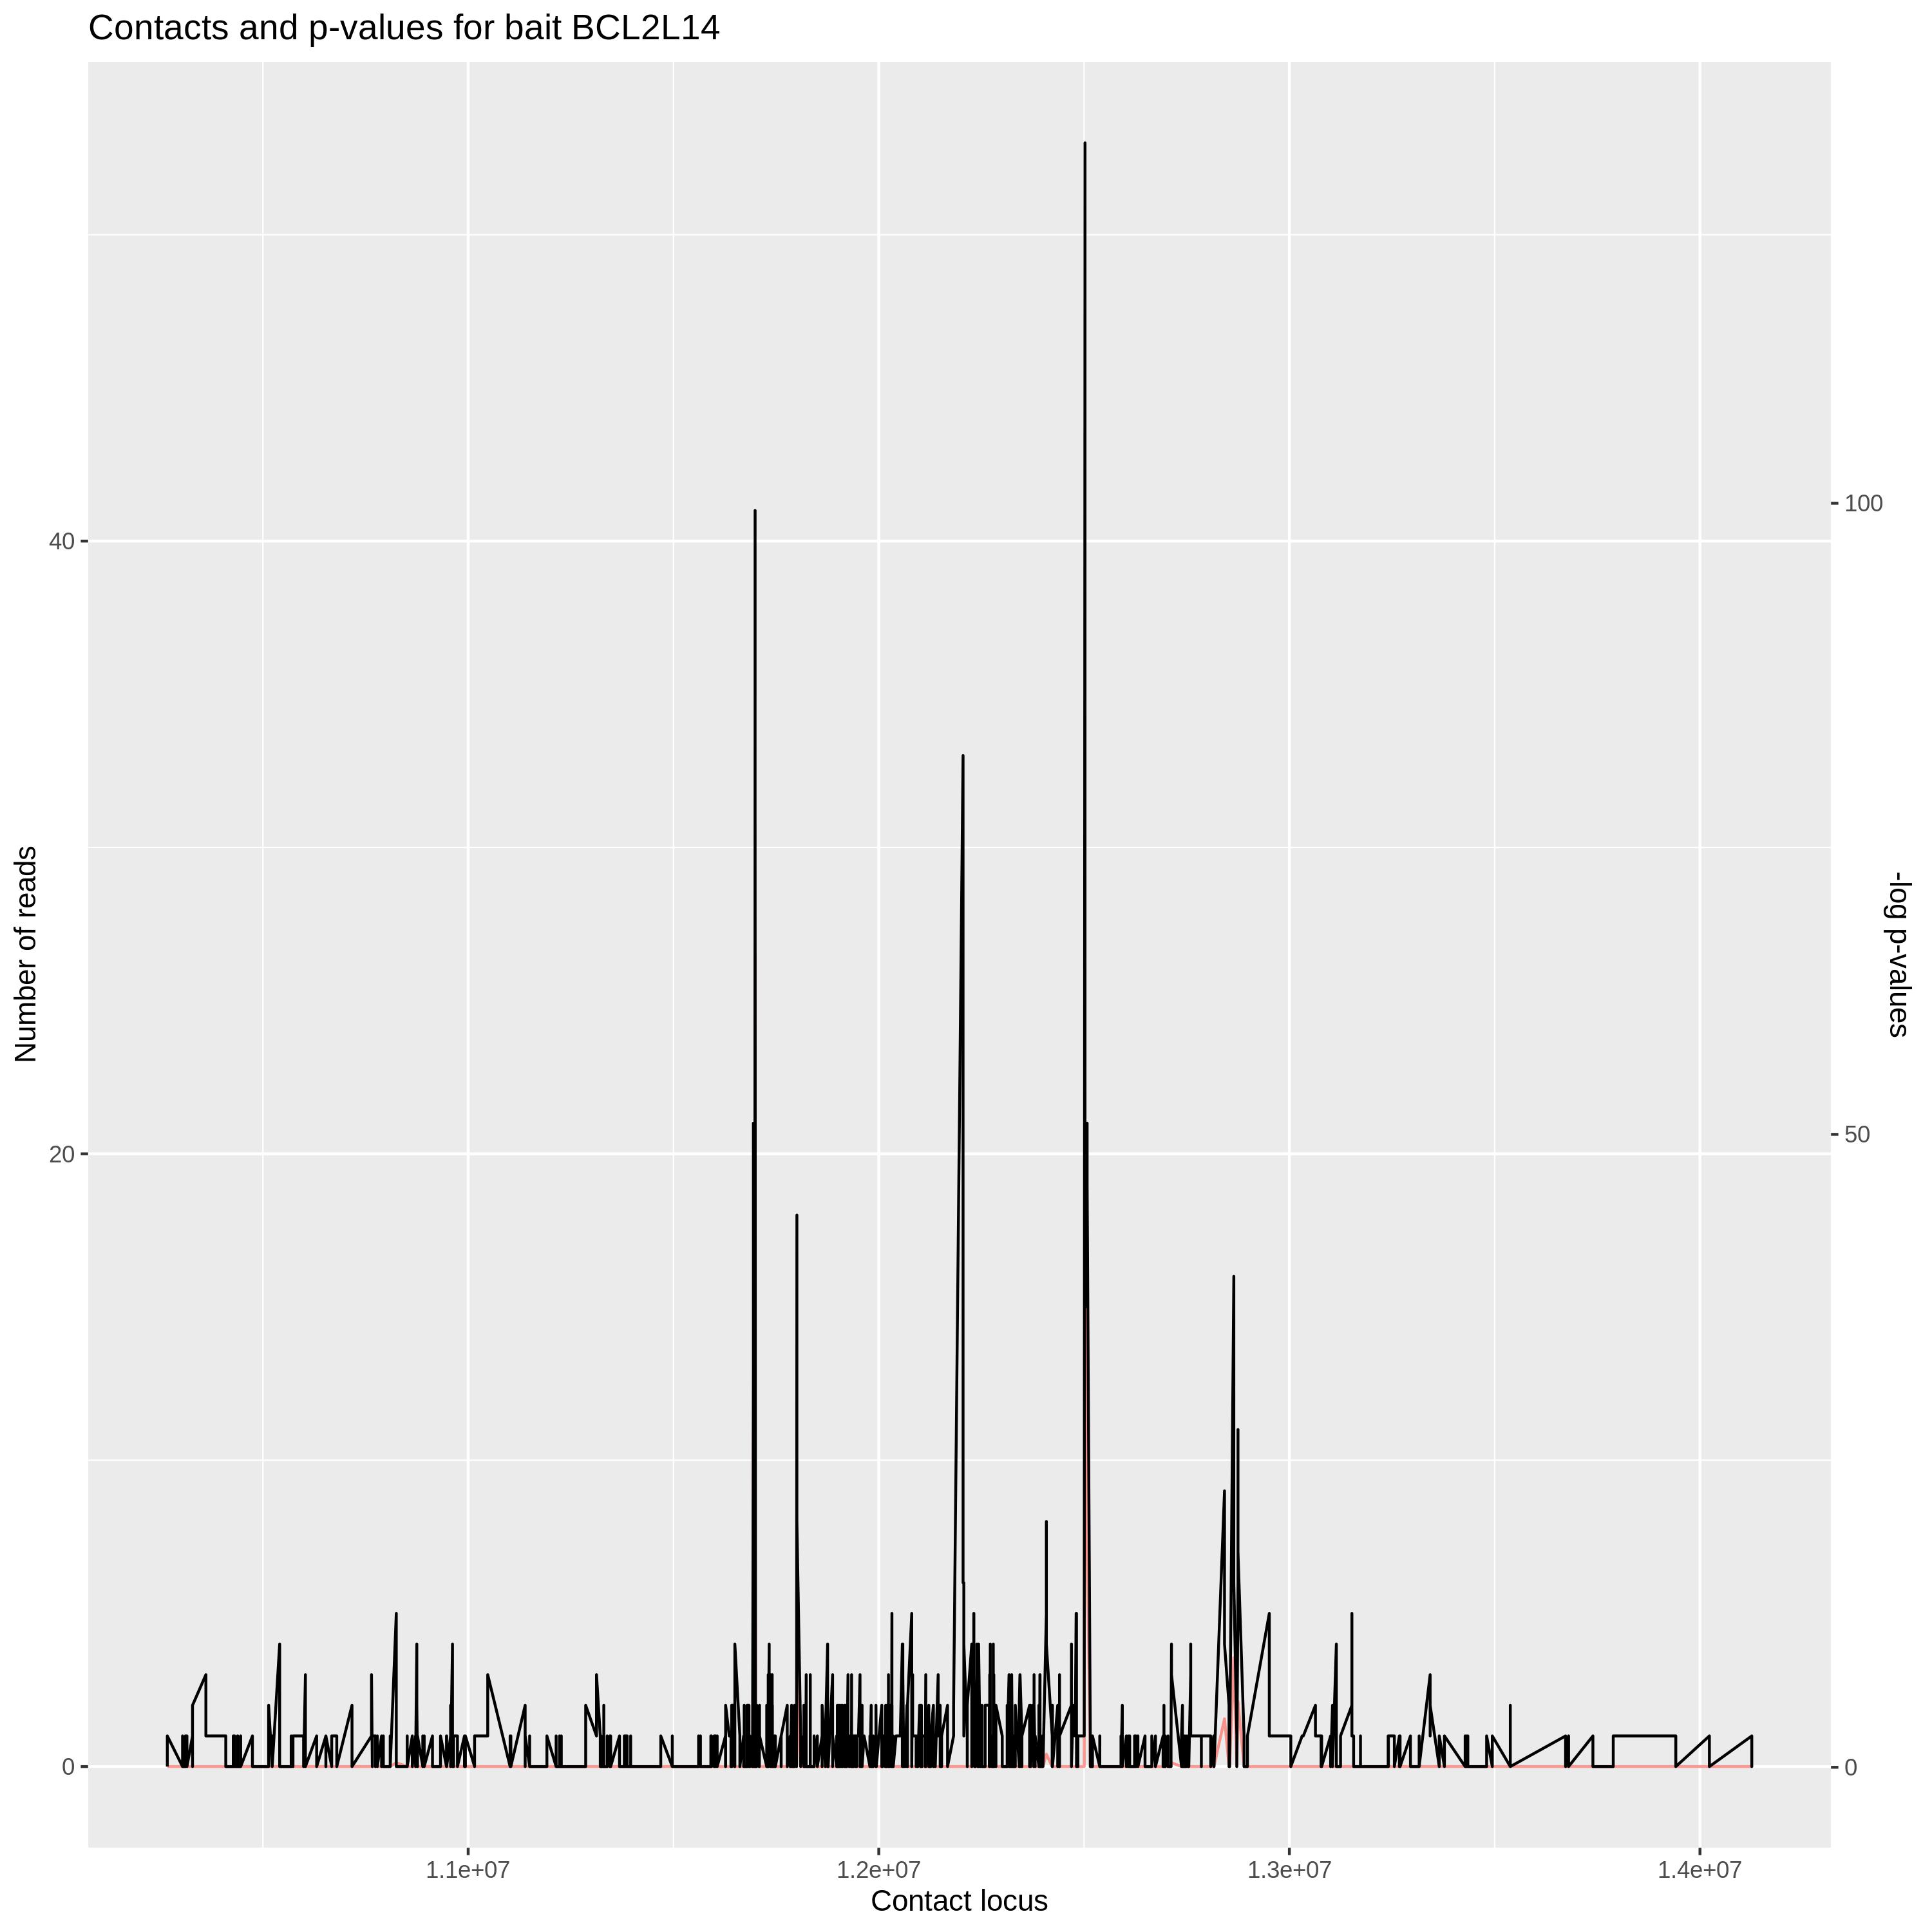 Contacts and p-values for bait BCL2L14
Number of reads
40
20
0
100
50
0
-log p-values
1.1e+07 1.2e+07 1.3e+07 1.4e+07
Contact locus